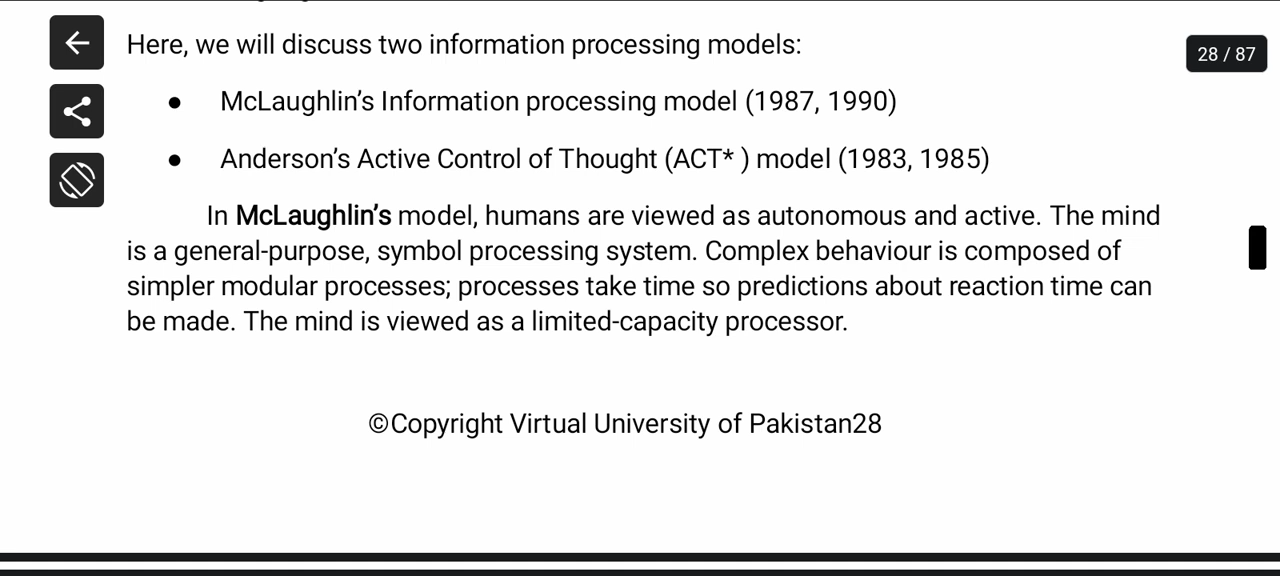 Here, we will discuss two information processing models:
28 / 87
● McLaughlin’s Information processing model (1987, 1990)
● Anderson’s Active Control of Thought (ACT* ) model (1983, 1985)
In McLaughlin’s model, humans are viewed as autonomous and active. The mind
is a general-purpose, symbol processing system. Complex behaviour is composed of
simpler modular processes; processes take time so predictions about reaction time can
be made. The mind is viewed as a limited-capacity processor.
©Copyright Virtual University of Pakistan28